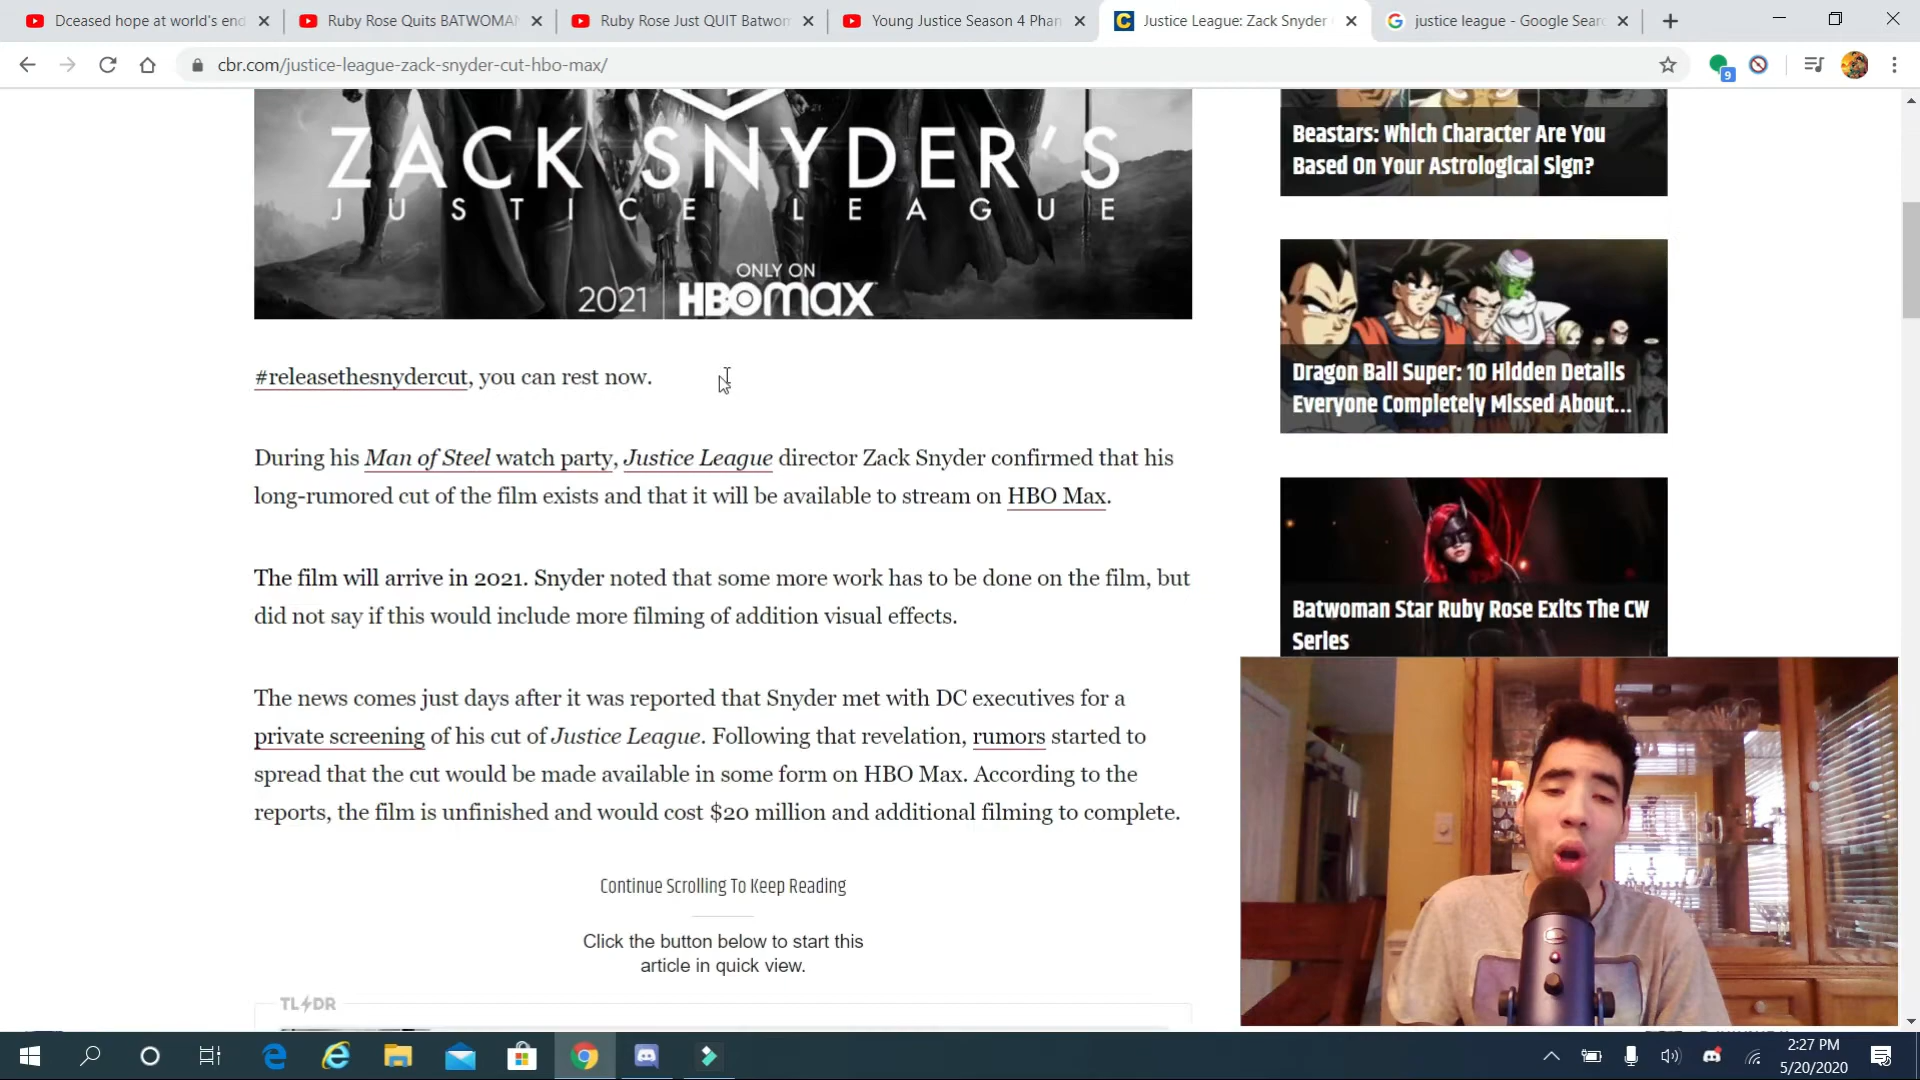 Dceased hope at world's end
Ruby Rose Quits BATWOMAN
Ruby Rose Just QUIT Batwom
Young Justice Season 4 Phan
Justice League: Zack Snyder
justice league - Google Sear
cbr.com/justice-league-zack-snyder-cut-hbo-max/
9
ZACK SNYDER'S
JUSTICE LEAGUE
2021
ONLY ON
HBOMAX
#releasethesnydercut, you can rest now.
During his Man of Steel watch party, Justice League director Zack Snyder confirmed that his
long-rumored cut of the film exists and that it will be available to stream on HBO Max.
The film will arrive in 2021. Snyder noted that some more work has to be done on the film, but
did not say if this would include more filming of addition visual effects.
The news comes just days after it was reported that Snyder met with DC executives for a
private screening of his cut of Justice League. Following that revelation, rumors started to
spread that the cut would be made available in some form on HBO Max. According to the
reports, the film is unfinished and would cost $20 million and additional filming to complete.
Continue Scrolling To Keep Reading
Click the button below to start this
article in quick view.
TLDR
Beastars: Which Character Are You
Based On Your Astrological Sign?
Dragon Ball Super: 10 Hidden Details
Everyone Completely Missed About...
Batwoman Star Ruby Rose Exits The CW
Series
2:27 PM
5/20/2020